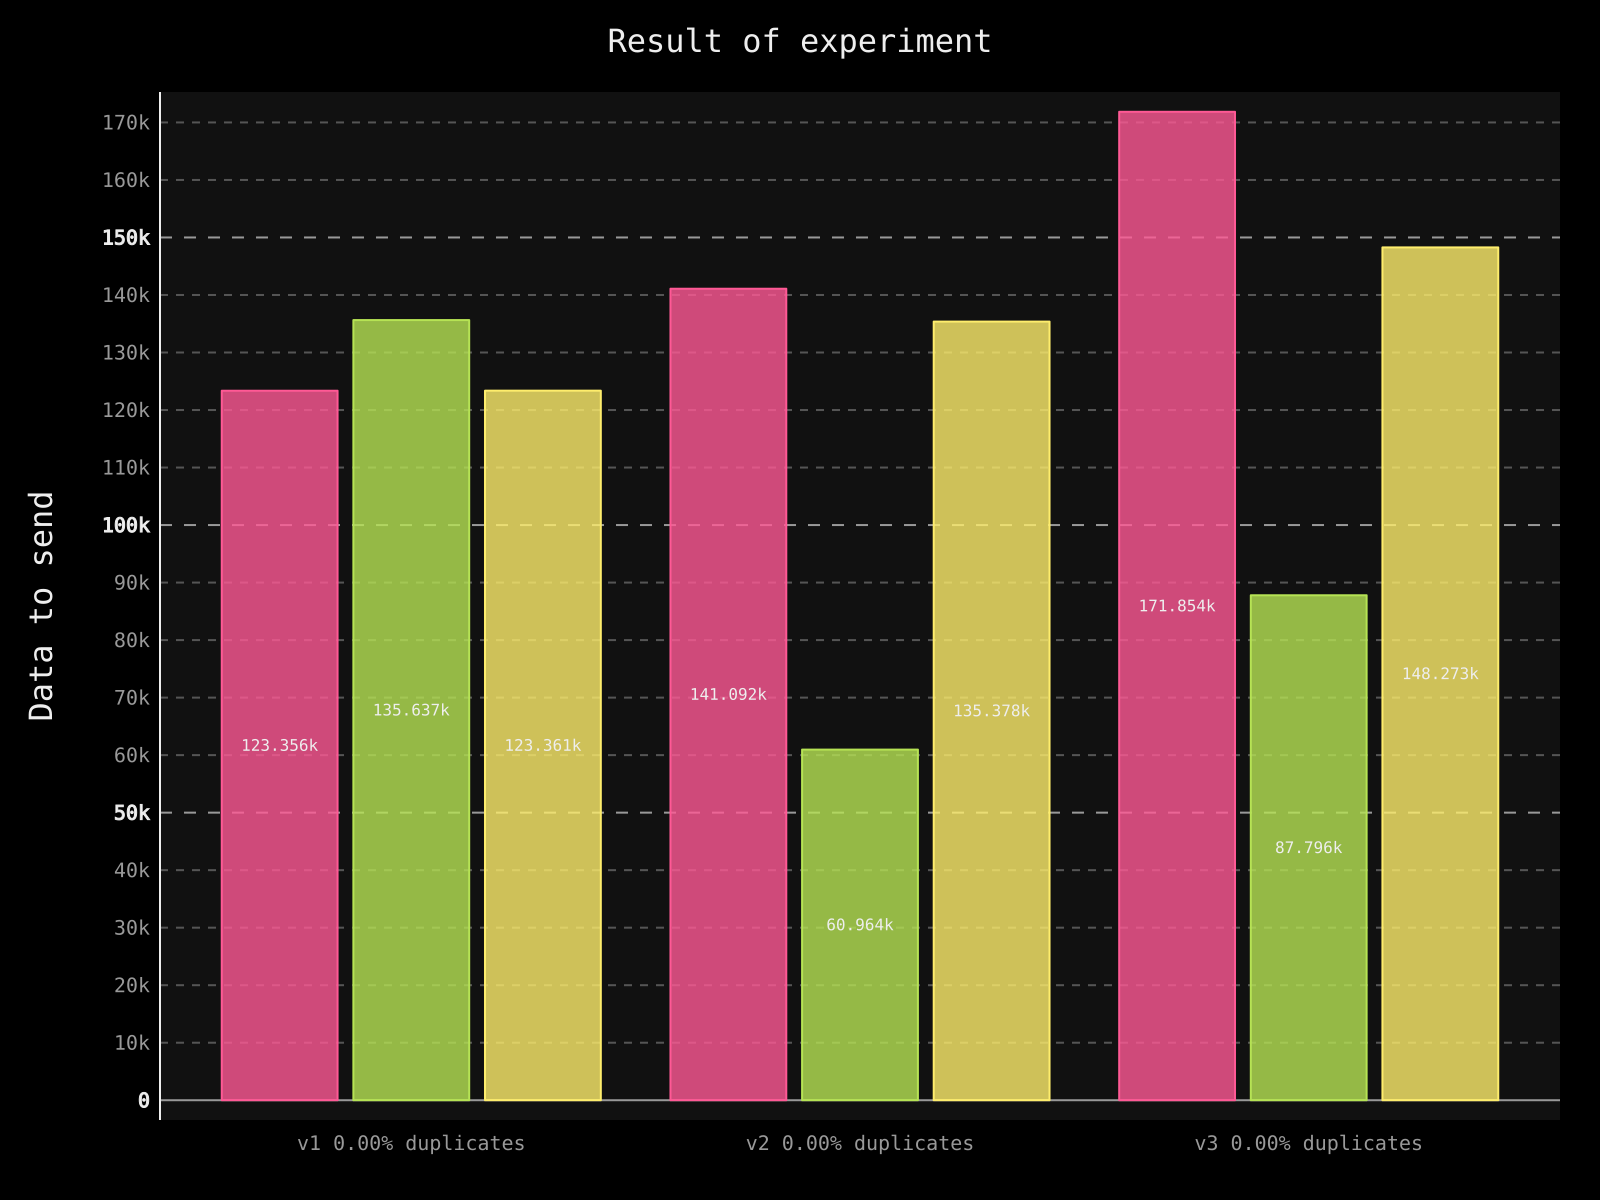 Result of experiment
Data to send
170k
160k
150k
140k
130k
120k
110k
100k
90k
80k
70k
60k
50k
40k
30k
20k
10k
0
123.356k
135.637k
123.361k
141.092k
60.964k
135.378k
171.854k
87.796k
148.273k
v1 0.00% duplicates
v2 0.00% duplicates
v3 0.00% duplicates